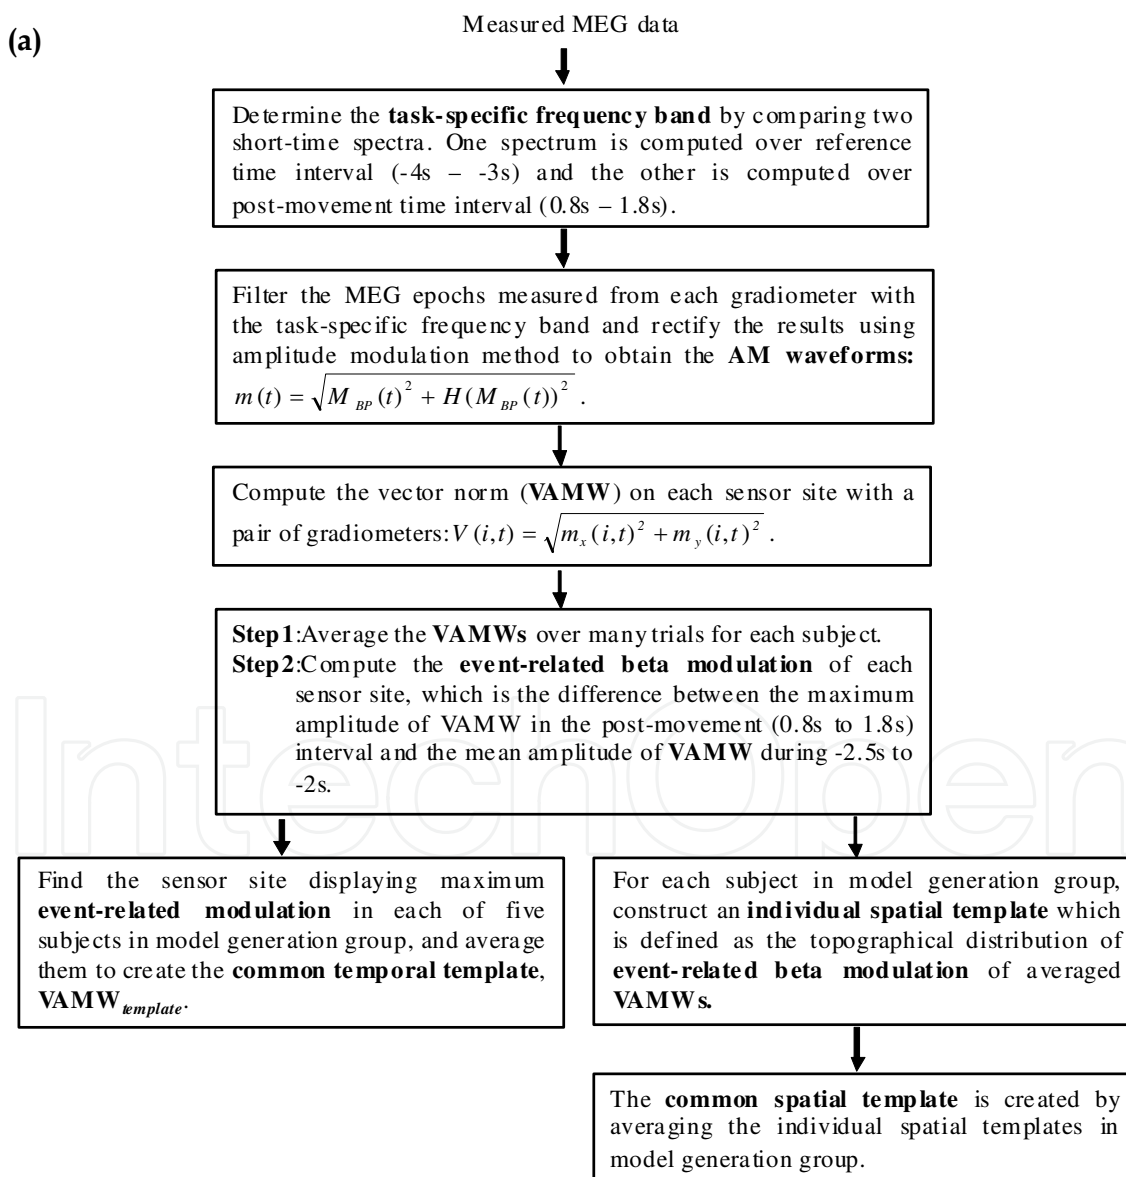 (a)
Measured MEG data
Determine the task-specific frequency band by comparing two
short-time spectra. One spectrum is computed over reference
time interval (-4s – -3s) and the other is computed over
post-movement time interval (0.8s – 1.8s).
Filter the MEG epochs measured from each gradiometer with
the task-specific frequency band and rectify the results using
amplitude modulation method to obtain the AM waveforms:
m(t) = √(M_BP(t)² + H(M_BP(t))²) .
Compute the vector norm (VAMW) on each sensor site with a
pair of gradiometers: V(i,t) = √(m_x(i,t)² + m_y(i,t)²) .
Step1:Average the VAMWs over many trials for each subject.
Step2:Compute the event-related beta modulation of each
sensor site, which is the difference between the maximum
amplitude of VAMW in the post-movement (0.8s to 1.8s)
interval and the mean amplitude of VAMW during -2.5s to
-2s.
Find the sensor site displaying maximum
event-related modulation in each of five
subjects in model generation group, and average
them to create the common temporal template,
VAMW_template.
For each subject in model generation group,
construct an individual spatial template which
is defined as the topographical distribution of
event-related beta modulation of averaged
VAMWs.
The common spatial template is created by
averaging the individual spatial templates in
model generation group.
IntechOpen